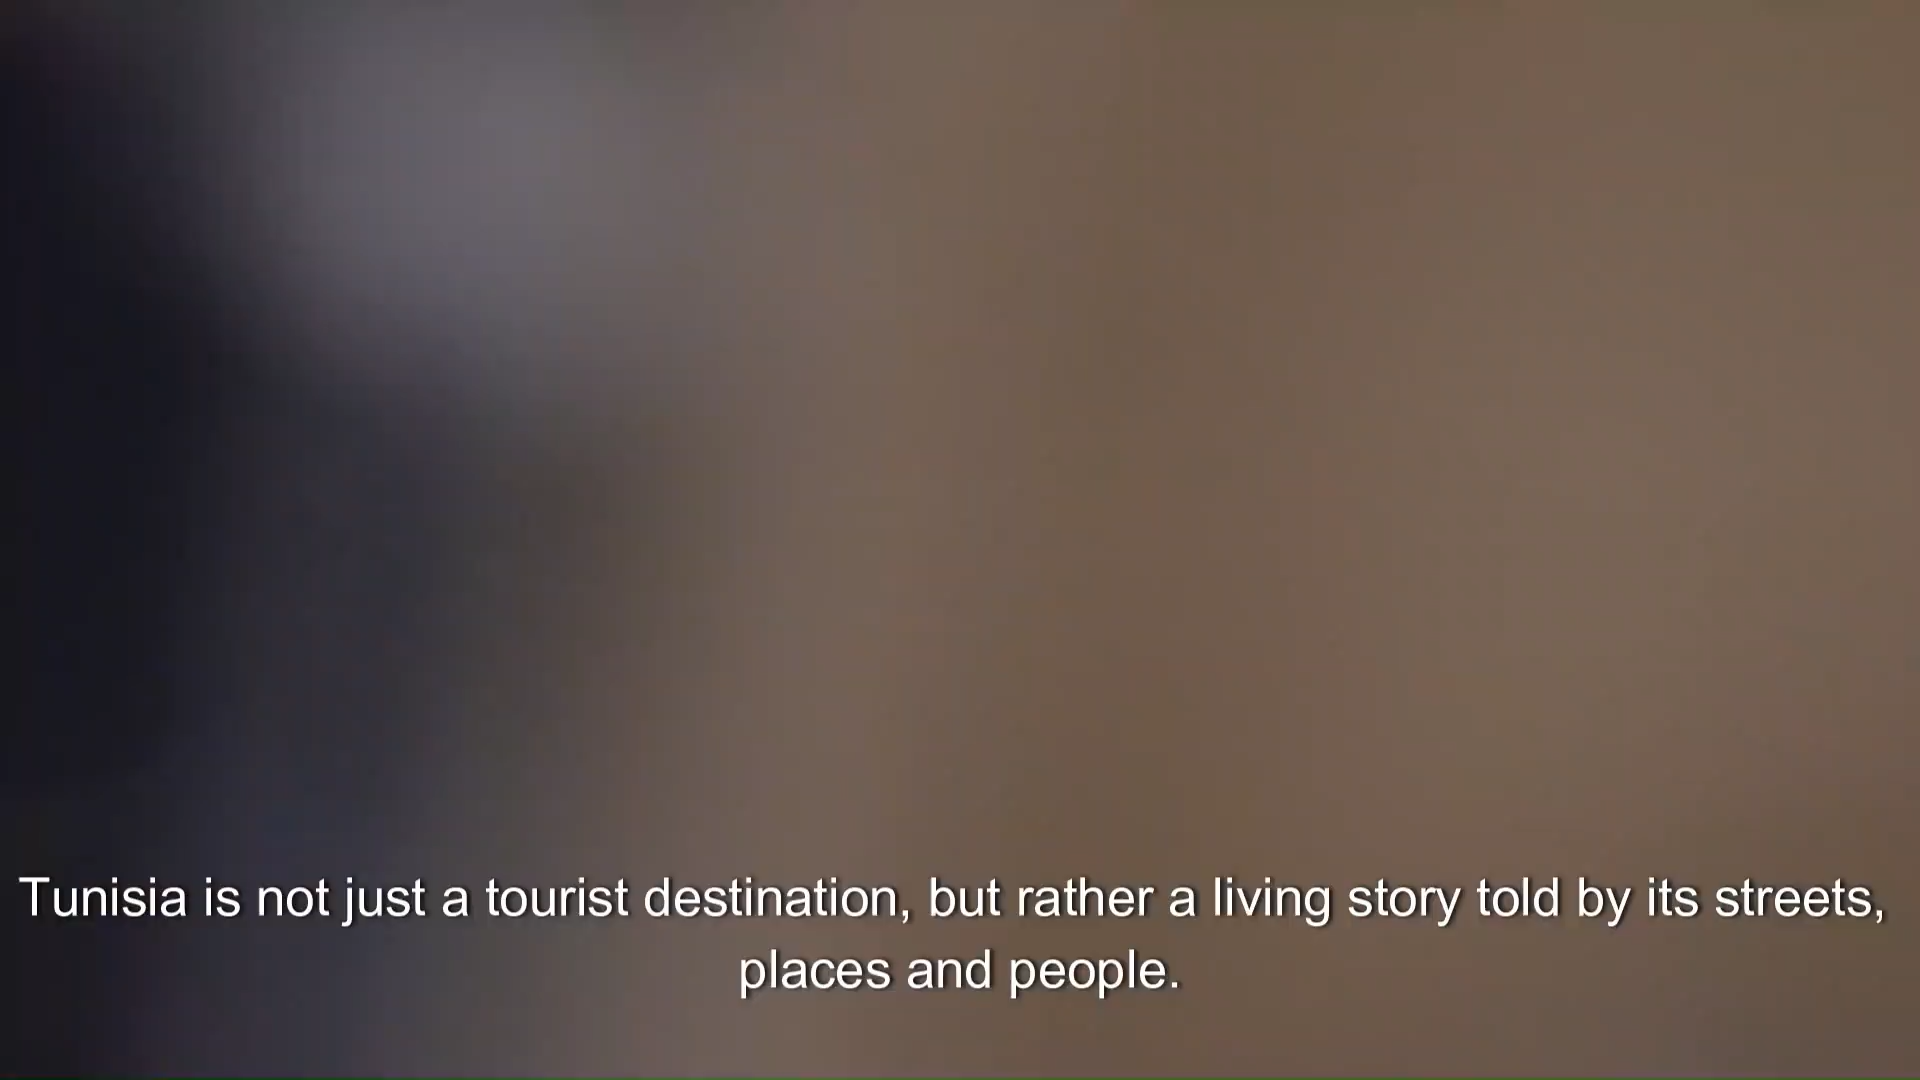 Tunisia is not just a tourist destination, but rather a living story told by its streets,
places and people.